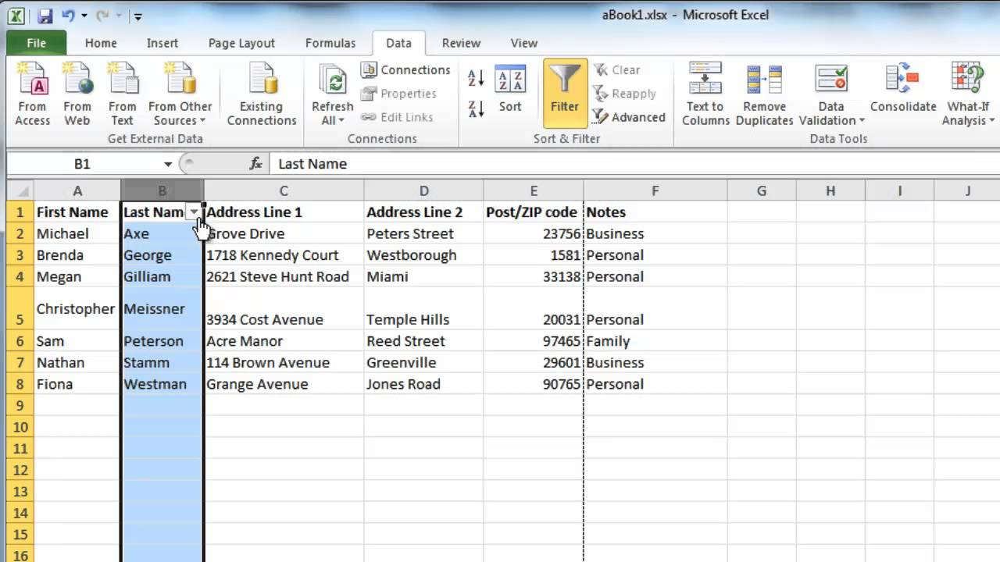 aBook1.xlsx - Microsoft Excel
File Home Insert Page Layout Formulas Data Review View
From Access From Web From Text From Other Sources Existing Connections Refresh All Connections Properties Edit Links A Z Z A A Z Z A Sort Filter Clear Reapply Advanced Text to Columns Remove Duplicates Data Validation Consolidate What-If Analysis
Get External Data Connections Sort & Filter Data Tools
B1 fx Last Name
A B C D E F G H I J
1 First Name Last Nam Address Line 1 Address Line 2 Post/ZIP code Notes
2 Michael Axe Grove Drive Peters Street 23756 Business
3 Brenda George 1718 Kennedy Court Westborough 1581 Personal
4 Megan Gilliam 2621 Steve Hunt Road Miami 33138 Personal
5 Christopher Meissner 3934 Cost Avenue Temple Hills 20031 Personal
6 Sam Peterson Acre Manor Reed Street 97465 Family
7 Nathan Stamm 114 Brown Avenue Greenville 29601 Business
8 Fiona Westman Grange Avenue Jones Road 90765 Personal
9
10
11
12
13
14
15
16